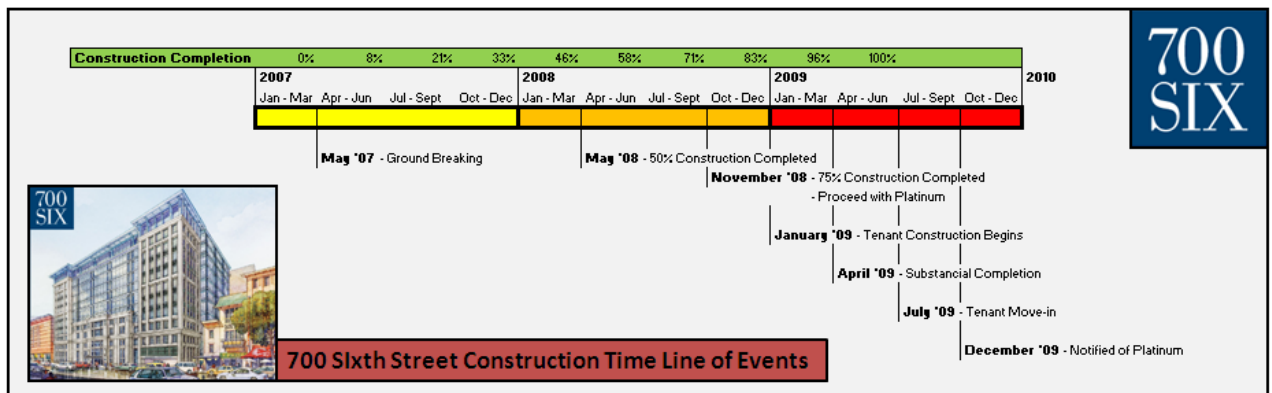 700
SIX
Construction Completion 0% 8% 21% 33% 46% 58% 71% 83% 96% 100%
2007 2008 2009 2010
Jan - Mar Apr - Jun Jul - Sept Oct - Dec Jan - Mar Apr - Jun Jul - Sept Oct - Dec Jan - Mar Apr - Jun Jul - Sept Oct - Dec
May '07 - Ground Breaking
May '08 - 50% Construction Completed
November '08 - 75% Construction Completed
- Proceed with Platinum
January '09 - Tenant Construction Begins
April '09 - Substancial Completion
July '09 - Tenant Move-in
December '09 - Notified of Platinum
700
SIX
700 SIxth Street Construction Time Line of Events